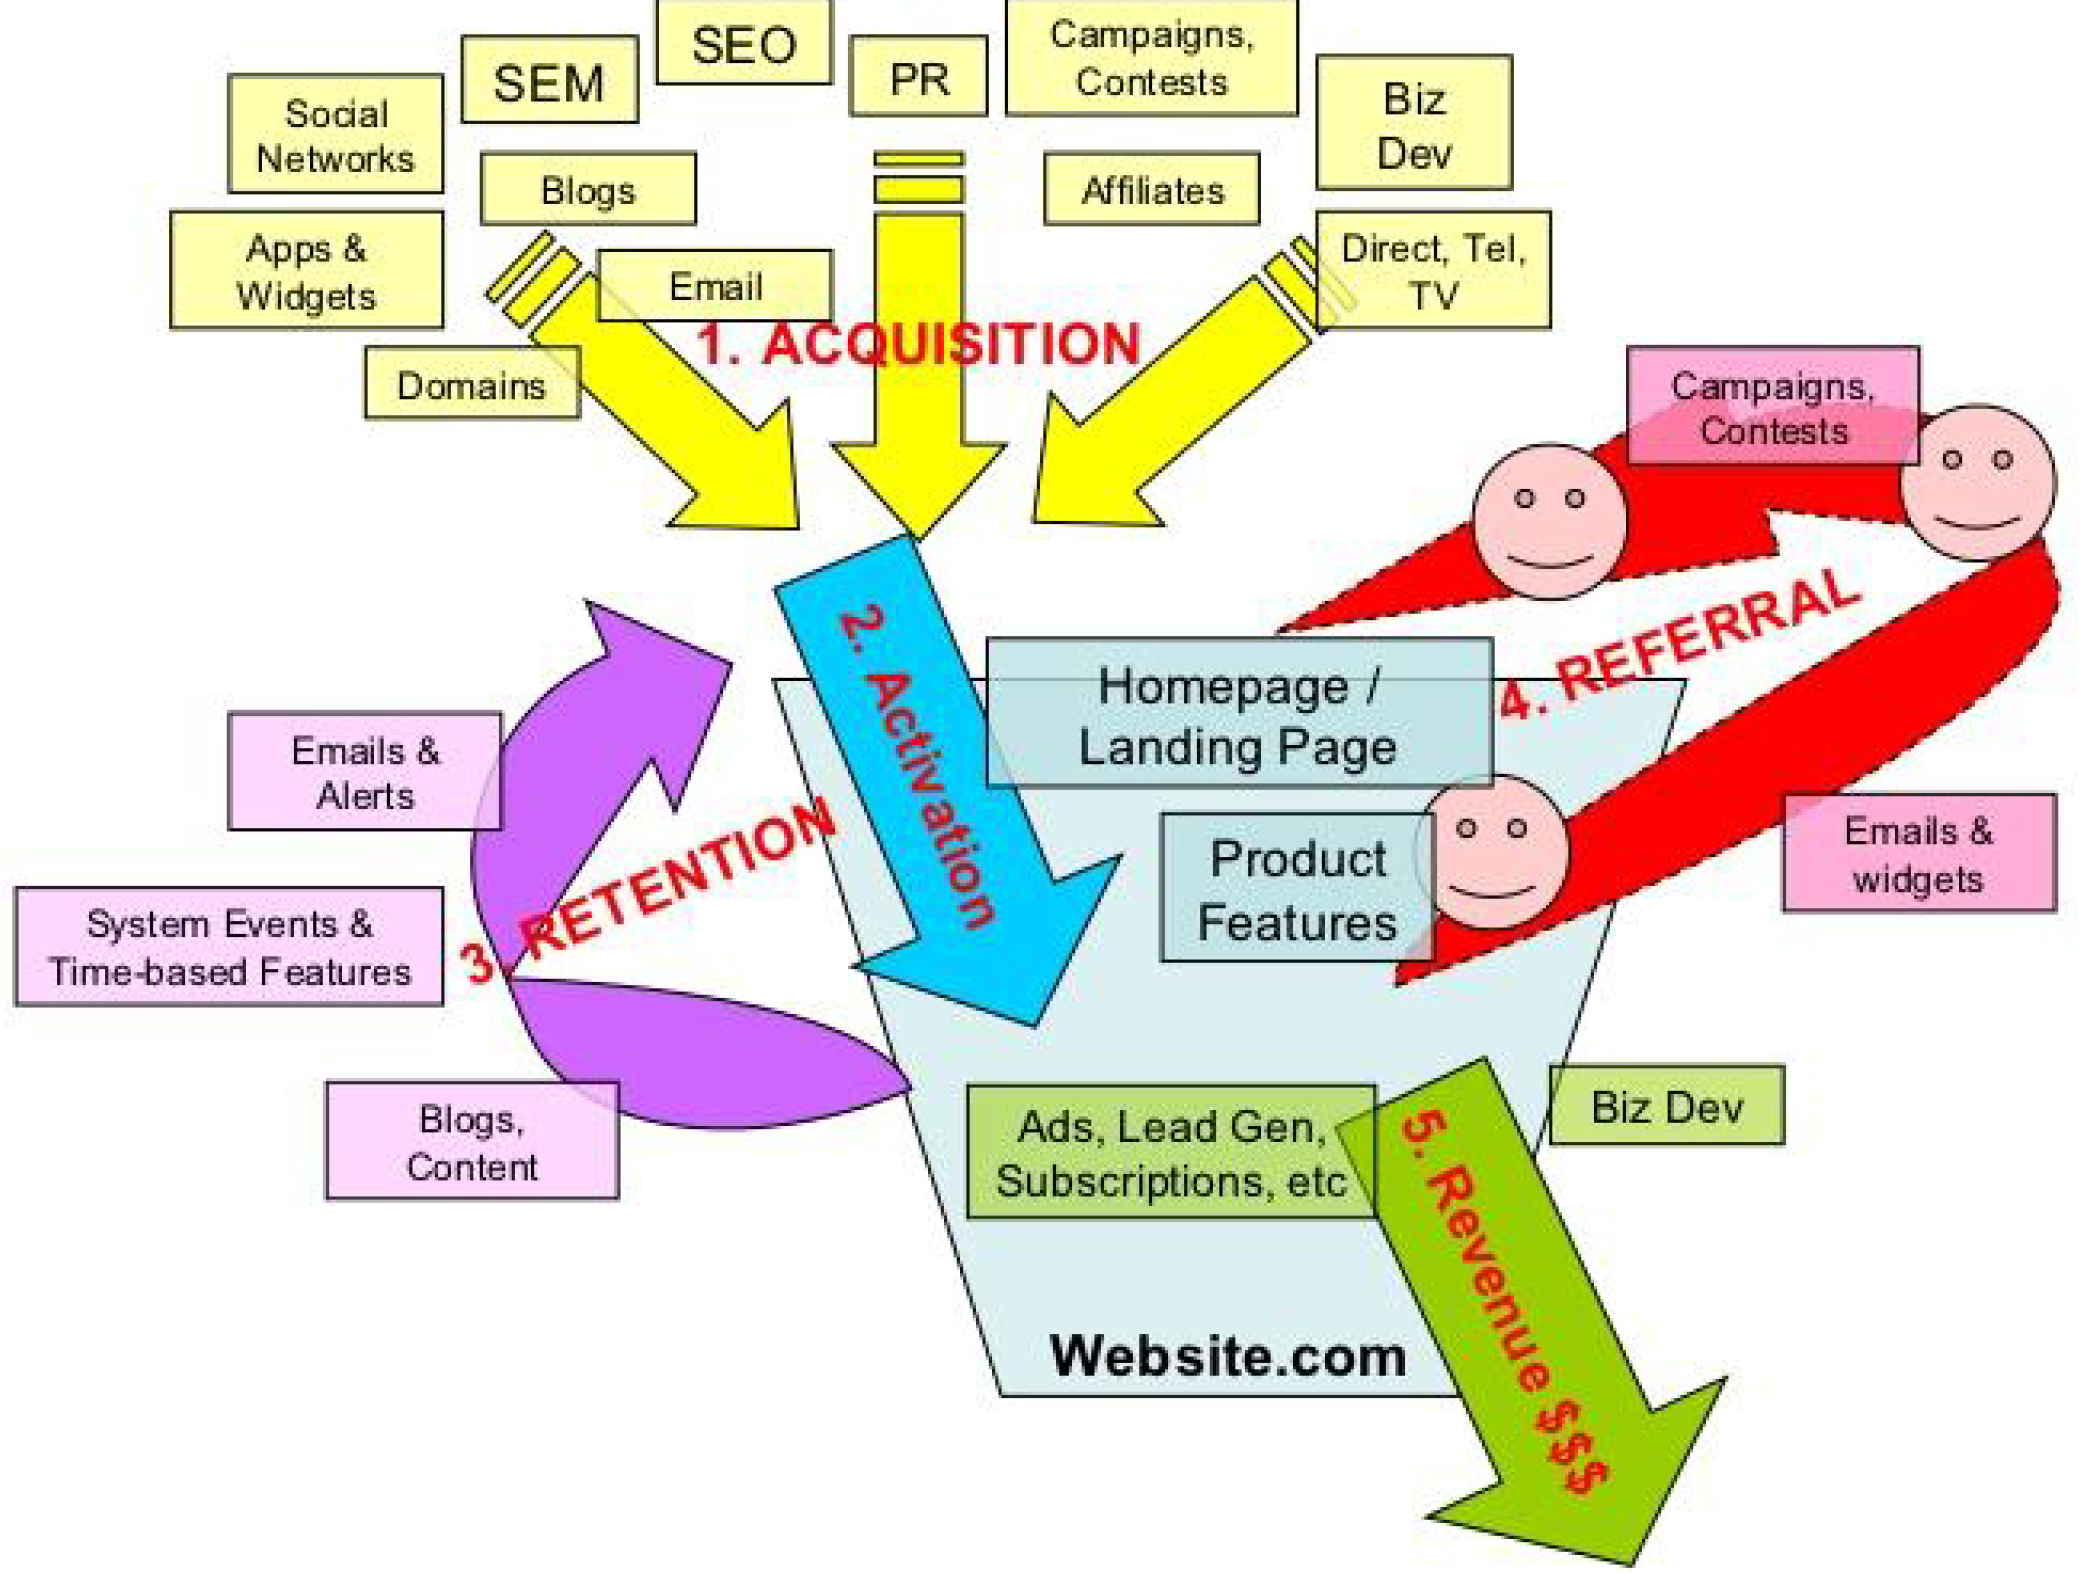 SEO
Campaigns,
Contests
SEM
PR
Biz
Dev
Social
Networks
Blogs
Affiliates
Apps &
Widgets
Email
Direct, Tel,
TV
1. ACQUISITION
Domains
Campaigns,
Contests
2. Activation
4. REFERRAL
Homepage /
Landing Page
Emails &
Alerts
3. RETENTION
Product
Features
Emails &
widgets
System Events &
Time-based Features
Blogs,
Content
Ads, Lead Gen,
Subscriptions, etc
Biz Dev
5. Revenue $$$
Website.com